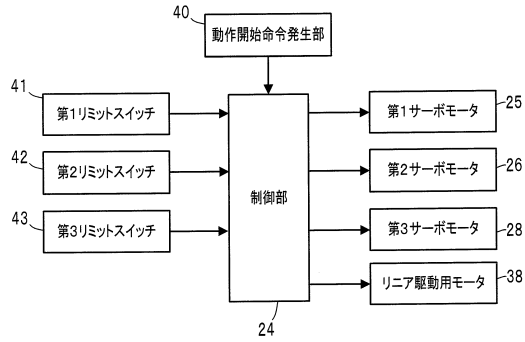 40
動作開始命令発生部
41
第1リミットスイッチ
42
第2リミットスイッチ
43
第3リミットスイッチ
制御部
24
第1サーボモータ
25
第2サーボモータ
26
第3サーボモータ
28
リニア駆動用モータ
38